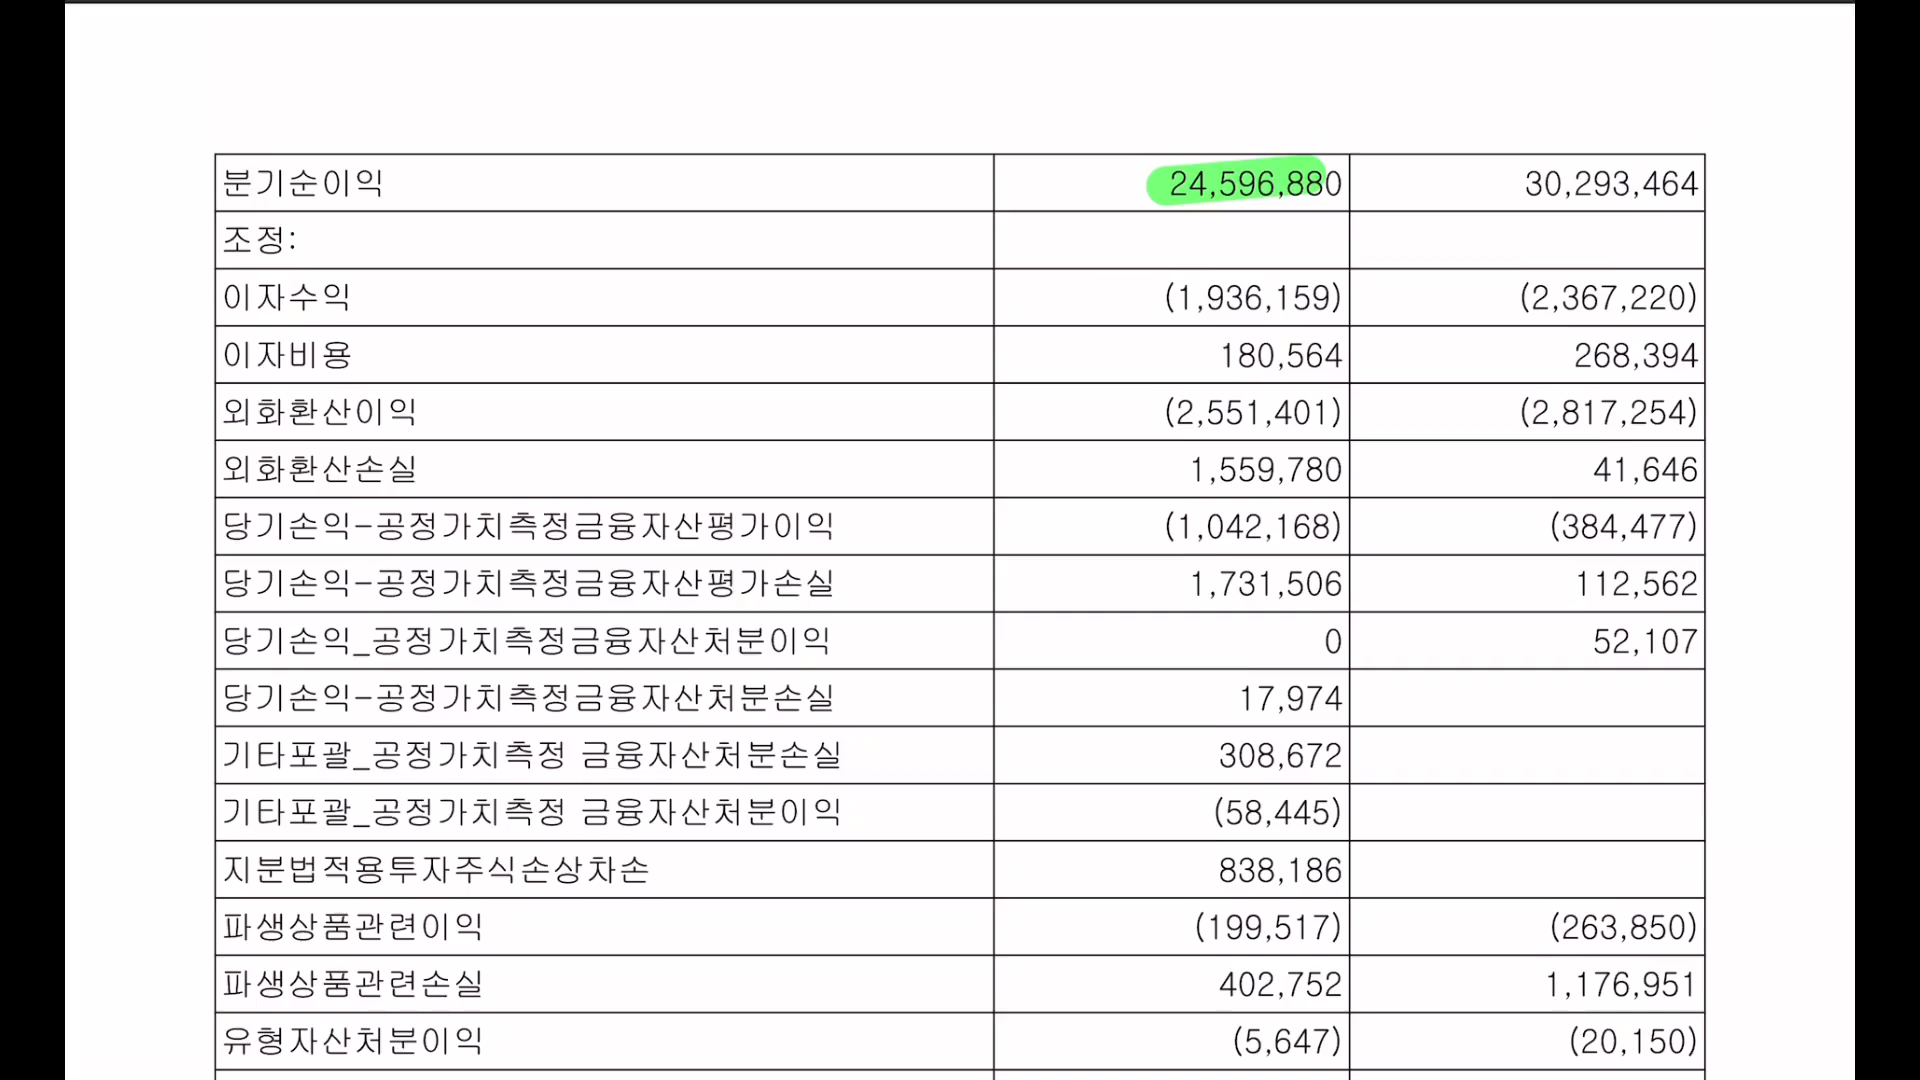 분기순이익 24,596,880 30,293,464
조정:
이자수익 (1,936,159) (2,367,220)
이자비용 180,564 268,394
외화환산이익 (2,551,401) (2,817,254)
외화환산손실 1,559,780 41,646
당기손익-공정가치측정금융자산평가이익 (1,042,168) (384,477)
당기손익-공정가치측정금융자산평가손실 1,731,506 112,562
당기손익_공정가치측정금융자산처분이익 0 52,107
당기손익-공정가치측정금융자산처분손실 17,974
기타포괄_공정가치측정 금융자산처분손실 308,672
기타포괄_공정가치측정 금융자산처분이익 (58,445)
지분법적용투자주식손상차손 838,186
파생상품관련이익 (199,517) (263,850)
파생상품관련손실 402,752 1,176,951
유형자산처분이익 (5,647) (20,150)